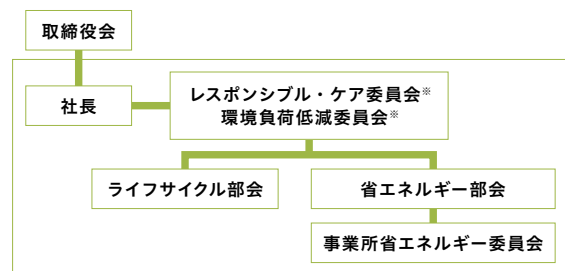 取締役会
社長
レスポンシブル・ケア委員会※
環境負荷低減委員会※
ライフサイクル部会
省エネルギー部会
事業所省エネルギー委員会